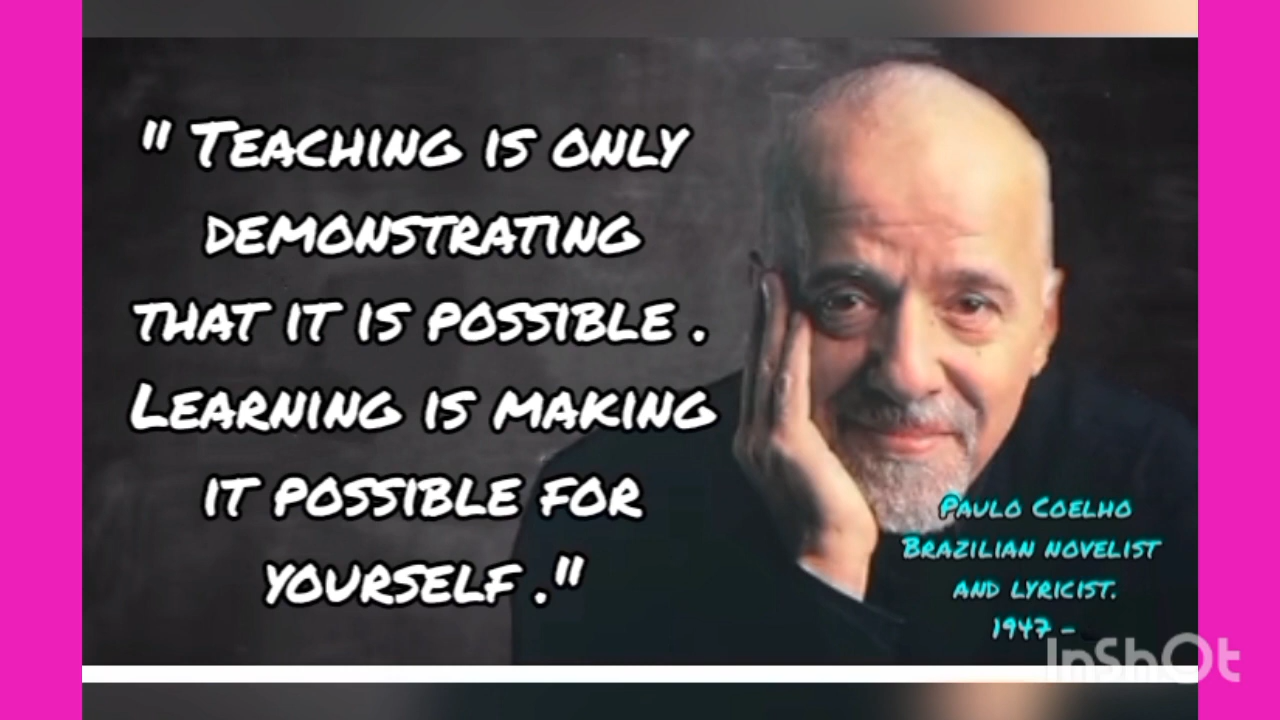 " Teaching is only
demonstrating
that it is possible .
Learning is making
it possible for
yourself ."
Paulo Coelho
Brazilian novelist
and lyricist.
1947 -
InShOt